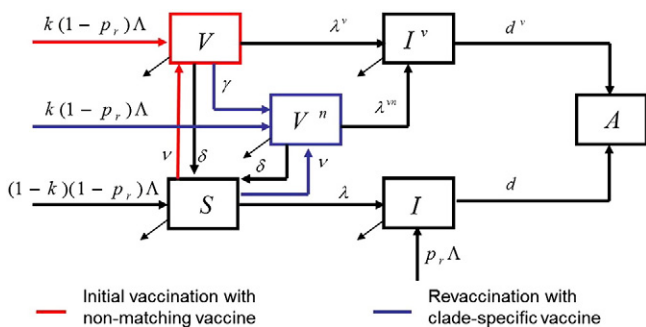 k(1-p_r)Λ
V
λ^v
I^v
d^v
γ
k(1-p_r)Λ
V^n
λ^{vn}
A
ν
δ
δ
ν
(1-k)(1-p_r)Λ
S
λ
I
d
p_rΛ
Initial vaccination with
non-matching vaccine
Revaccination with
clade-specific vaccine